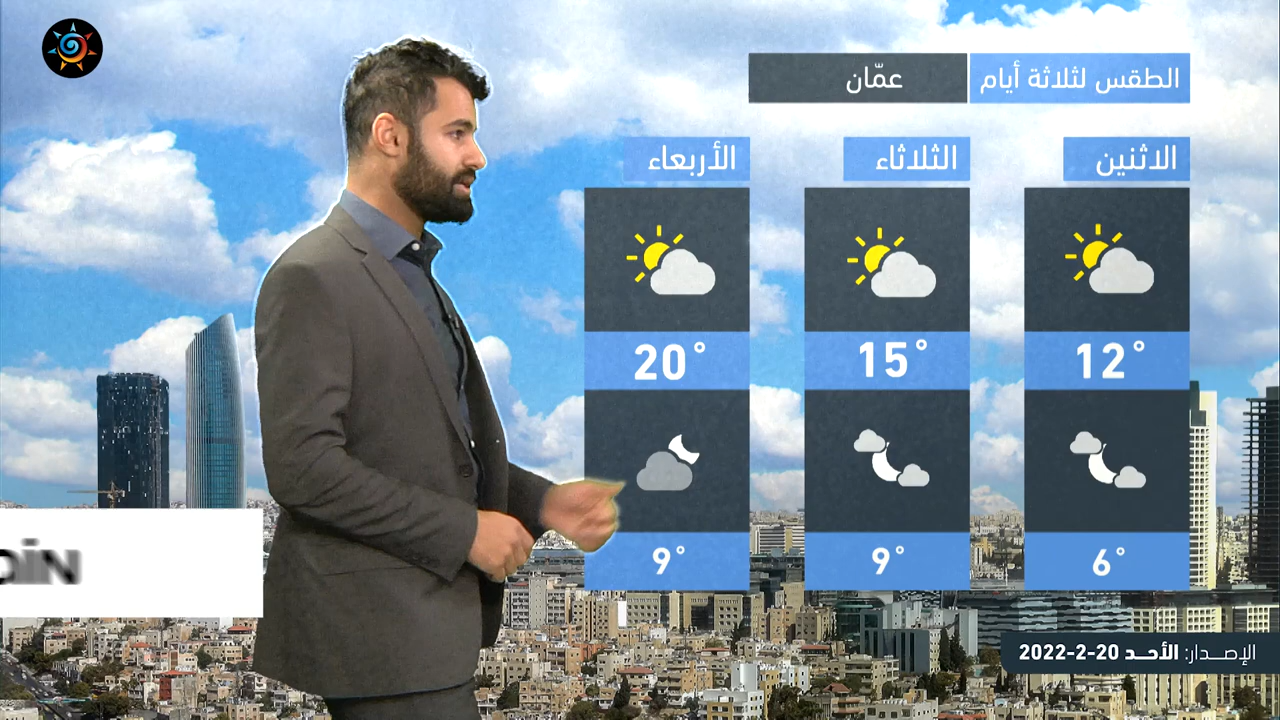 الطقس لثلاثة أيام
عمّان
الاثنين
الثلاثاء
الأربعاء
12°
15°
20°
6°
9°
9°
الإصدار: الأحد 20-2-2022